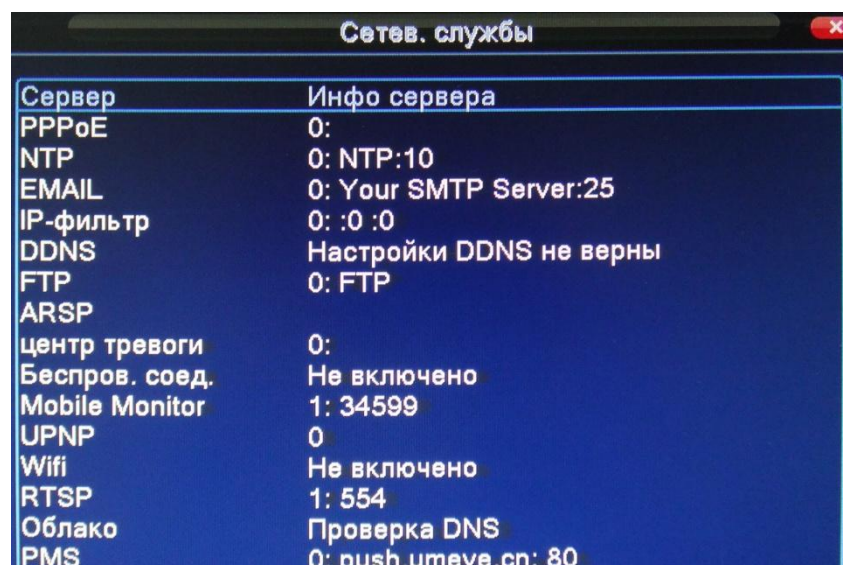 Сетев. службы
Сервер Инфо сервера
PPPoE 0:
NTP 0: NTP:10
EMAIL 0: Your SMTP Server:25
IP-фильтр 0: :0 :0
DDNS Настройки DDNS не верны
FTP 0: FTP
ARSP
центр тревоги 0:
Беспров. соед. Не включено
Mobile Monitor 1: 34599
UPNP 0
Wifi Не включено
RTSP 1: 554
Облако Проверка DNS
PMS 0: push.umeye.cn: 80